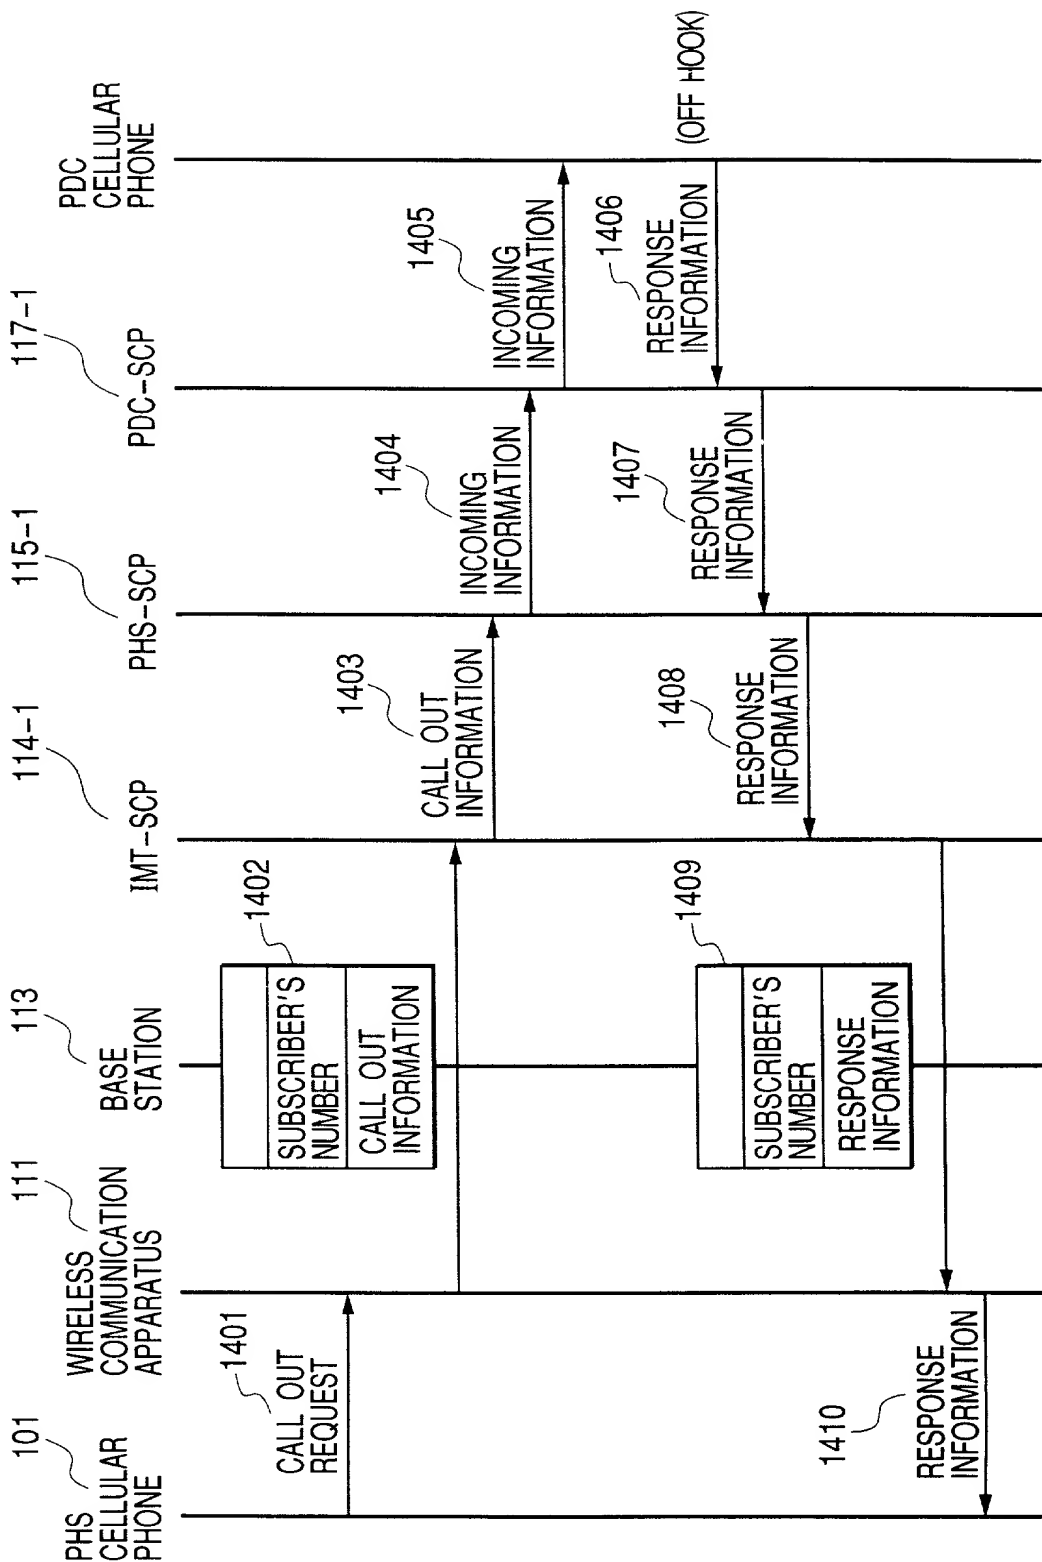 PHS
CELLULAR
PHONE
101
WIRELESS
COMMUNICATION
APPARATUS
111
BASE
STATION
113
IMT-SCP
114-1
PHS-SCP
115-1
PDC-SCP
117-1
PDC
CELLULAR
PHONE
CALL OUT
REQUEST
1401
SUBSCRIBER'S
NUMBER
CALL OUT
INFORMATION
1402
CALL OUT
INFORMATION
1403
INCOMING
INFORMATION
1404
INCOMING
INFORMATION
1405
(OFF HOOK)
RESPONSE
INFORMATION
1406
RESPONSE
INFORMATION
1407
RESPONSE
INFORMATION
1408
SUBSCRIBER'S
NUMBER
RESPONSE
INFORMATION
1409
RESPONSE
INFORMATION
1410